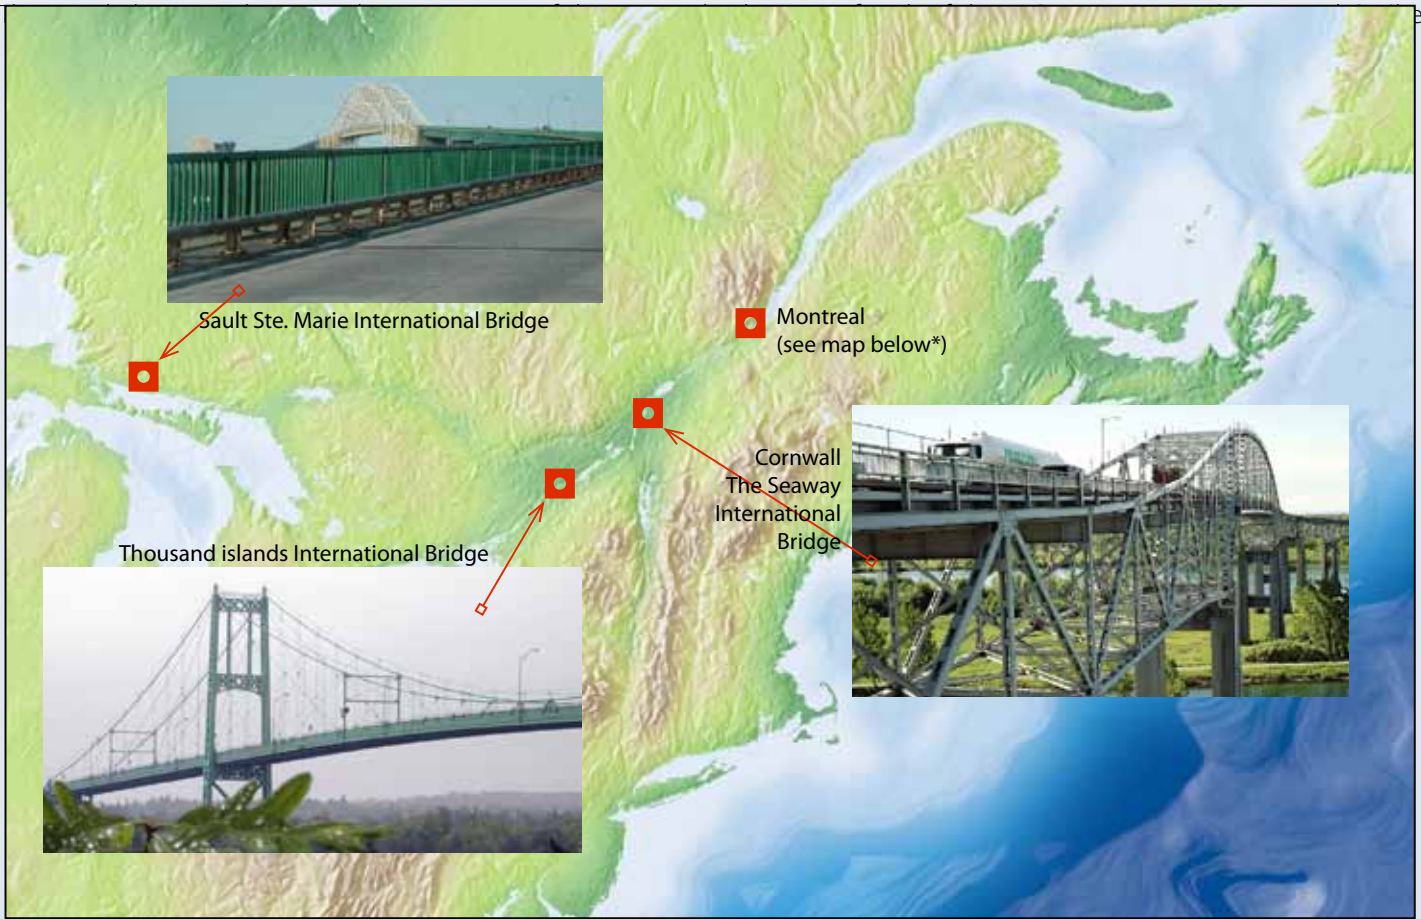 Sault Ste. Marie International Bridge
Montreal
(see map below*)
Cornwall
The Seaway
International
Bridge
Thousand islands International Bridge